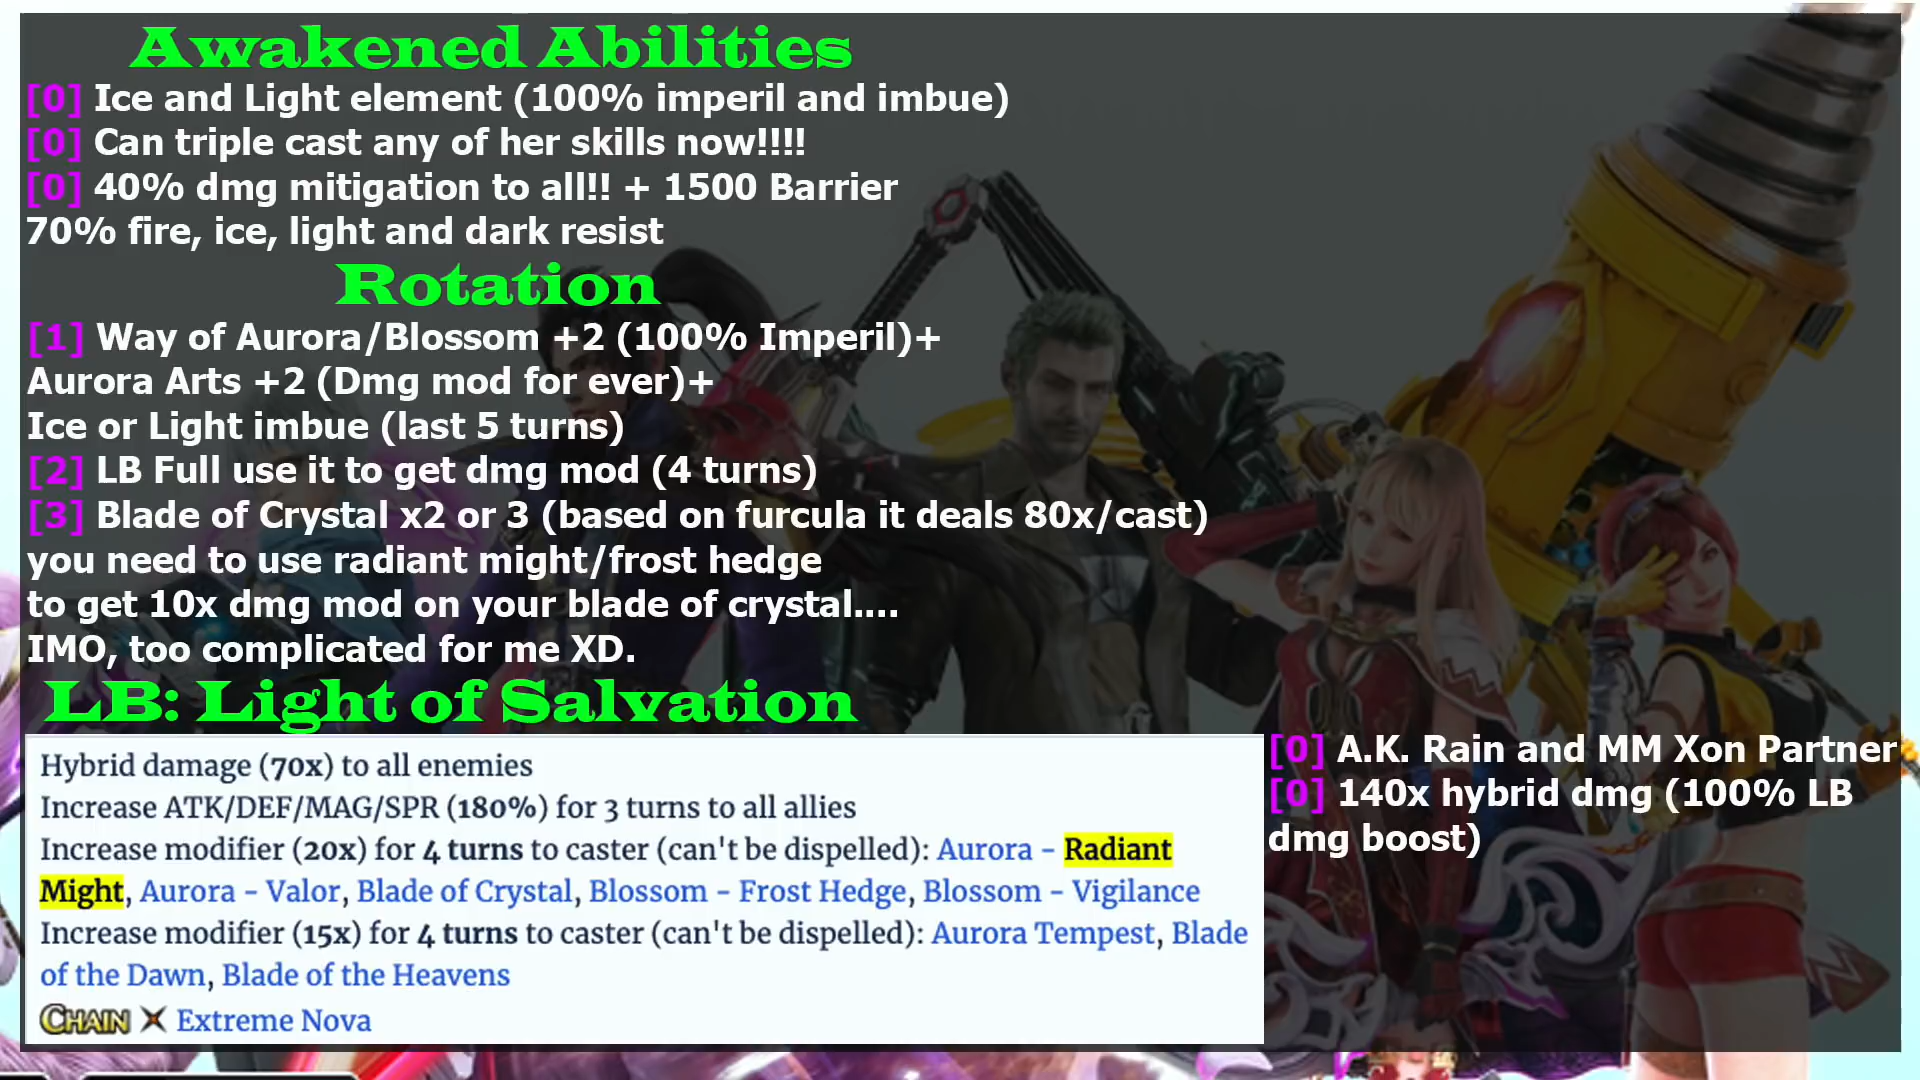 Awakened Abilities
[0] Ice and Light element (100% imperil and imbue)
[0] Can triple cast any of her skills now!!!!
[0] 40% dmg mitigation to all!! + 1500 Barrier
70% fire, ice, light and dark resist
Rotation
[1] Way of Aurora/Blossom +2 (100% Imperil)+
Aurora Arts +2 (Dmg mod for ever)+
Ice or Light imbue (last 5 turns)
[2] LB Full use it to get dmg mod (4 turns)
[3] Blade of Crystal x2 or 3 (based on furcula it deals 80x/cast)
you need to use radiant might/frost hedge
to get 10x dmg mod on your blade of crystal....
IMO, too complicated for me XD.
LB: Light of Salvation
Hybrid damage (70x) to all enemies
Increase ATK/DEF/MAG/SPR (180%) for 3 turns to all allies
Increase modifier (20x) for 4 turns to caster (can't be dispelled): Aurora - Radiant
Might, Aurora - Valor, Blade of Crystal, Blossom - Frost Hedge, Blossom - Vigilance
Increase modifier (15x) for 4 turns to caster (can't be dispelled): Aurora Tempest, Blade
of the Dawn, Blade of the Heavens
CHAIN Extreme Nova
[0] A.K. Rain and MM Xon Partner
[0] 140x hybrid dmg (100% LB
dmg boost)